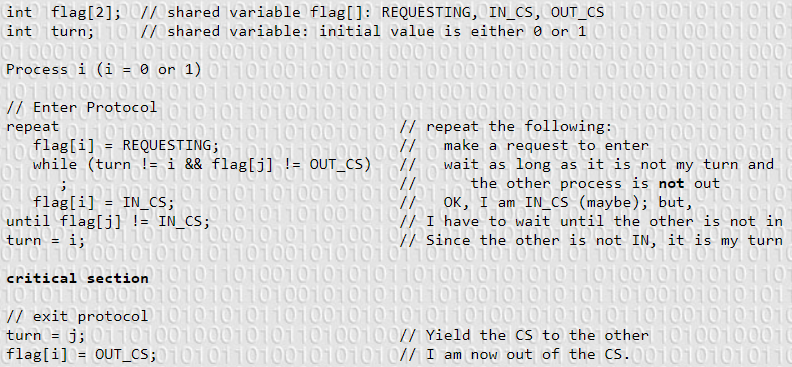 int  flag[2];  // shared variable flag[]: REQUESTING, IN_CS, OUT_CS
int  turn;     // shared variable: initial value is either 0 or 1
Process i (i = 0 or 1)
// Enter Protocol
repeat                                      // repeat the following:
   flag[i] = REQUESTING;                    //   make a request to enter
   while (turn != i && flag[j] != OUT_CS)   //   wait as long as it is not my turn and
      ;                                     //      the other process is not out
   flag[i] = IN_CS;                         //   OK, I am IN_CS (maybe); but,
until flag[j] != IN_CS;                     // I have to wait until the other is not in
turn = i;                                   // Since the other is not IN, it is my turn
critical section
// exit protocol
turn = j;                                   // Yield the CS to the other
flag[i] = OUT_CS;                           // I am now out of the CS.